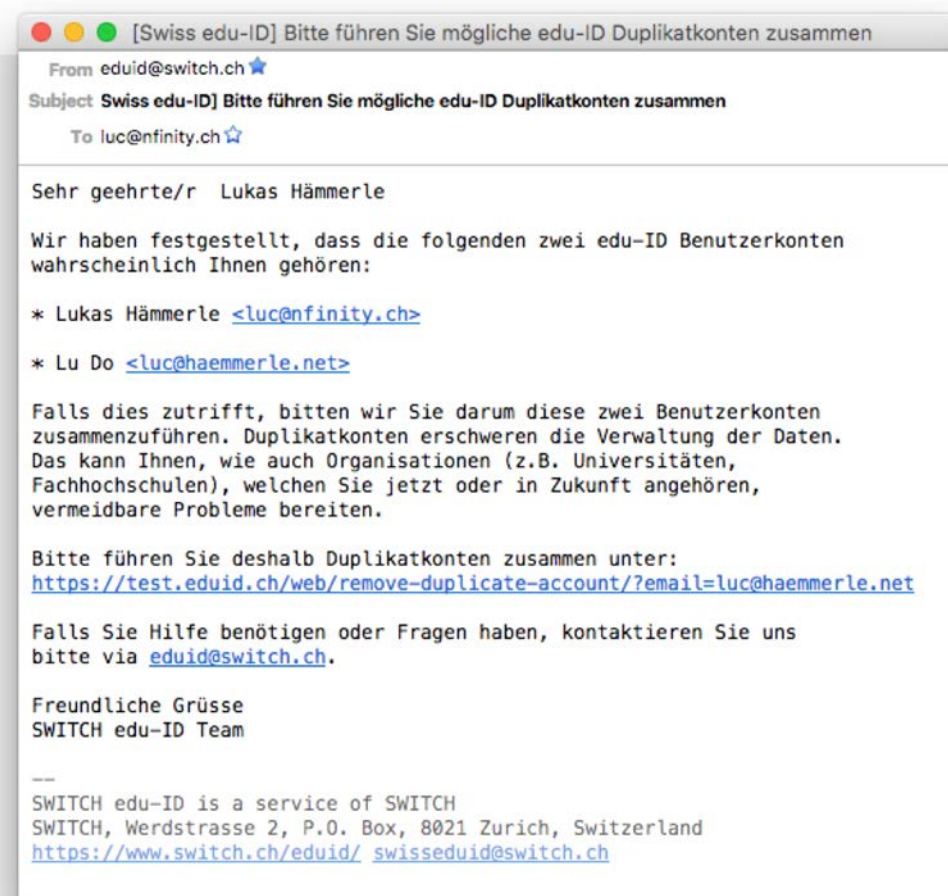 [Swiss edu-ID] Bitte führen Sie mögliche edu-ID Duplikatkonten zusammen
From eduid@switch.ch
Subject Swiss edu-ID] Bitte führen Sie mögliche edu-ID Duplikatkonten zusammen
To luc@nfinity.ch
Sehr geehrte/r  Lukas Hämmerle
Wir haben festgestellt, dass die folgenden zwei edu-ID Benutzerkonten
wahrscheinlich Ihnen gehören:
* Lukas Hämmerle <luc@nfinity.ch>
* Lu Do <luc@haemmerle.net>
Falls dies zutrifft, bitten wir Sie darum diese zwei Benutzerkonten
zusammenzuführen. Duplikatkonten erschweren die Verwaltung der Daten.
Das kann Ihnen, wie auch Organisationen (z.B. Universitäten,
Fachhochschulen), welchen Sie jetzt oder in Zukunft angehören,
vermeidbare Probleme bereiten.
Bitte führen Sie deshalb Duplikatkonten zusammen unter:
https://test.eduid.ch/web/remove-duplicate-account/?email=luc@haemmerle.net
Falls Sie Hilfe benötigen oder Fragen haben, kontaktieren Sie uns
bitte via eduid@switch.ch.
Freundliche Grüsse
SWITCH edu-ID Team
--
SWITCH edu-ID is a service of SWITCH
SWITCH, Werdstrasse 2, P.O. Box, 8021 Zurich, Switzerland
https://www.switch.ch/eduid/ swisseduid@switch.ch